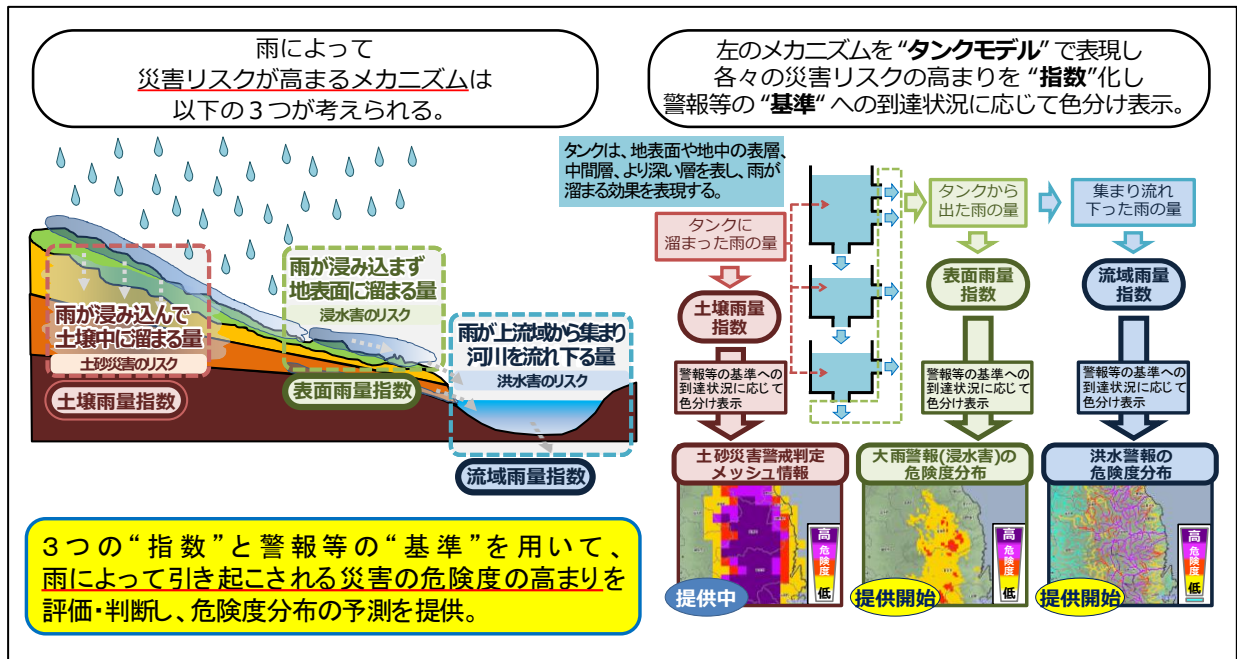 雨によって
災害リスクが高まるメカニズムは
以下の3つが考えられる。
雨が浸み込んで
土壌中に溜まる量
土砂災害のリスク
土壌雨量指数
雨が浸み込まず
地表面に溜まる量
浸水害のリスク
表面雨量指数
雨が上流域から集まり
河川を流れ下る量
洪水害のリスク
流域雨量指数
3つの“指数”と警報等の“基準”を用いて、
雨によって引き起こされる災害の危険度の高まりを
評価・判断し、危険度分布の予測を提供。
左のメカニズムを“タンクモデル”で表現し
各々の災害リスクの高まりを“指数”化し
警報等の“基準“への到達状況に応じて色分け表示。
タンクは、地表面や地中の表層、
中間層、より深い層を表し、雨が
溜まる効果を表現する。
タンクに
溜まった雨の量
タンクから
出た雨の量
集まり流れ
下った雨の量
土壌雨量
指数
表面雨量
指数
流域雨量
指数
警報等の基準への
到達状況に応じて
色分け表示
警報等の基準への
到達状況に応じて
色分け表示
警報等の基準への
到達状況に応じて
色分け表示
土砂災害警戒判定
メッシュ情報
大雨警報(浸水害)の
危険度分布
洪水警報の
危険度分布
高
危険度
低
高
危険度
低
高
危険度
低
提供中
提供開始
提供開始